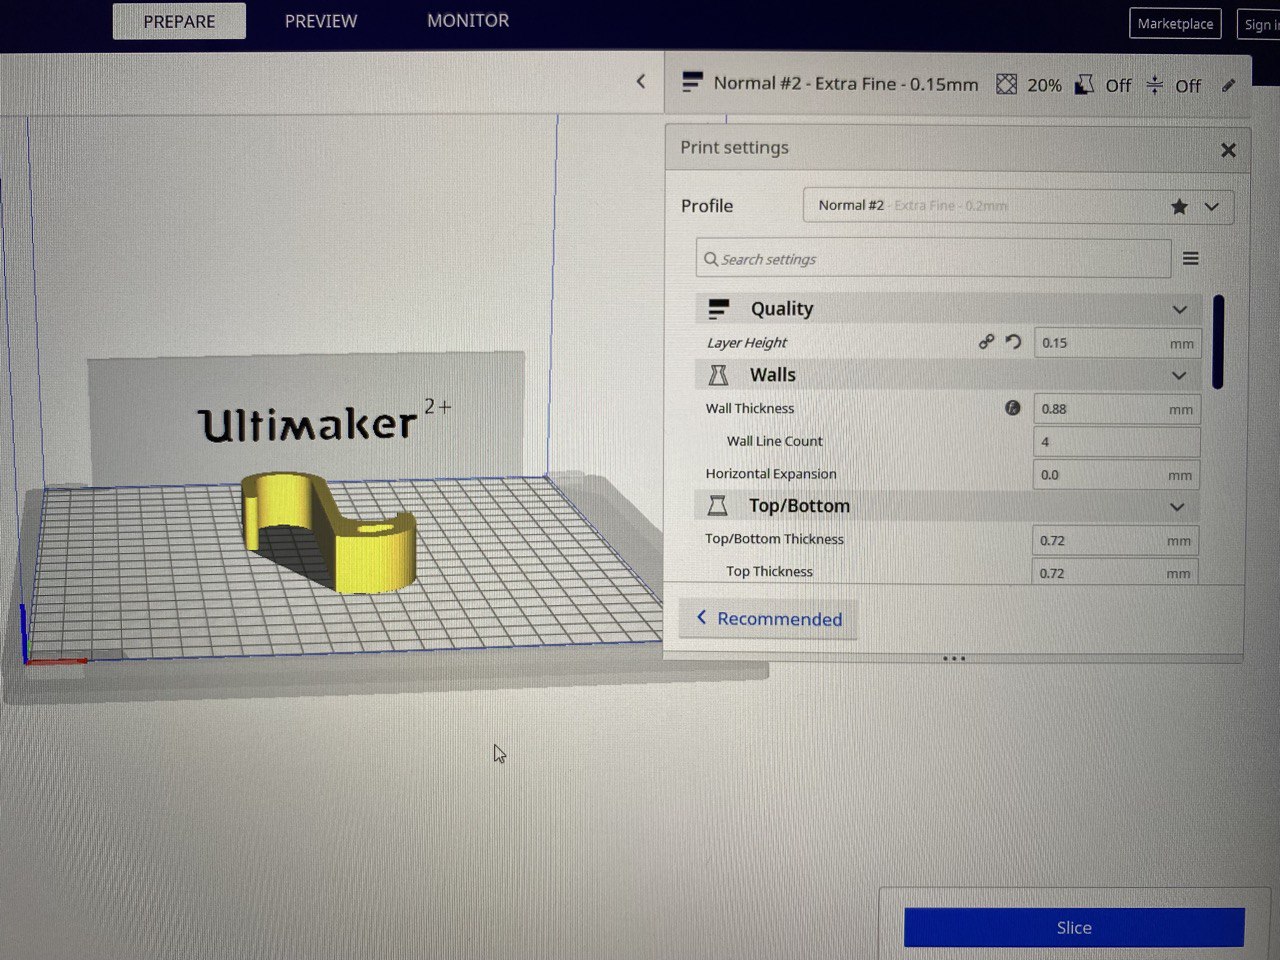 PREPARE PREVIEW MONITOR Marketplace Sign in
Normal #2 - Extra Fine - 0.15mm 20% Off Off
Print settings
Profile Normal #2 - Extra Fine - 0.2mm
Search settings
Quality
Layer Height 0.15 mm
Walls
Wall Thickness 0.88 mm
Wall Line Count 4
Horizontal Expansion 0.0 mm
Top/Bottom
Top/Bottom Thickness 0.72 mm
Top Thickness 0.72 mm
Recommended
Ultimaker 2+
Slice